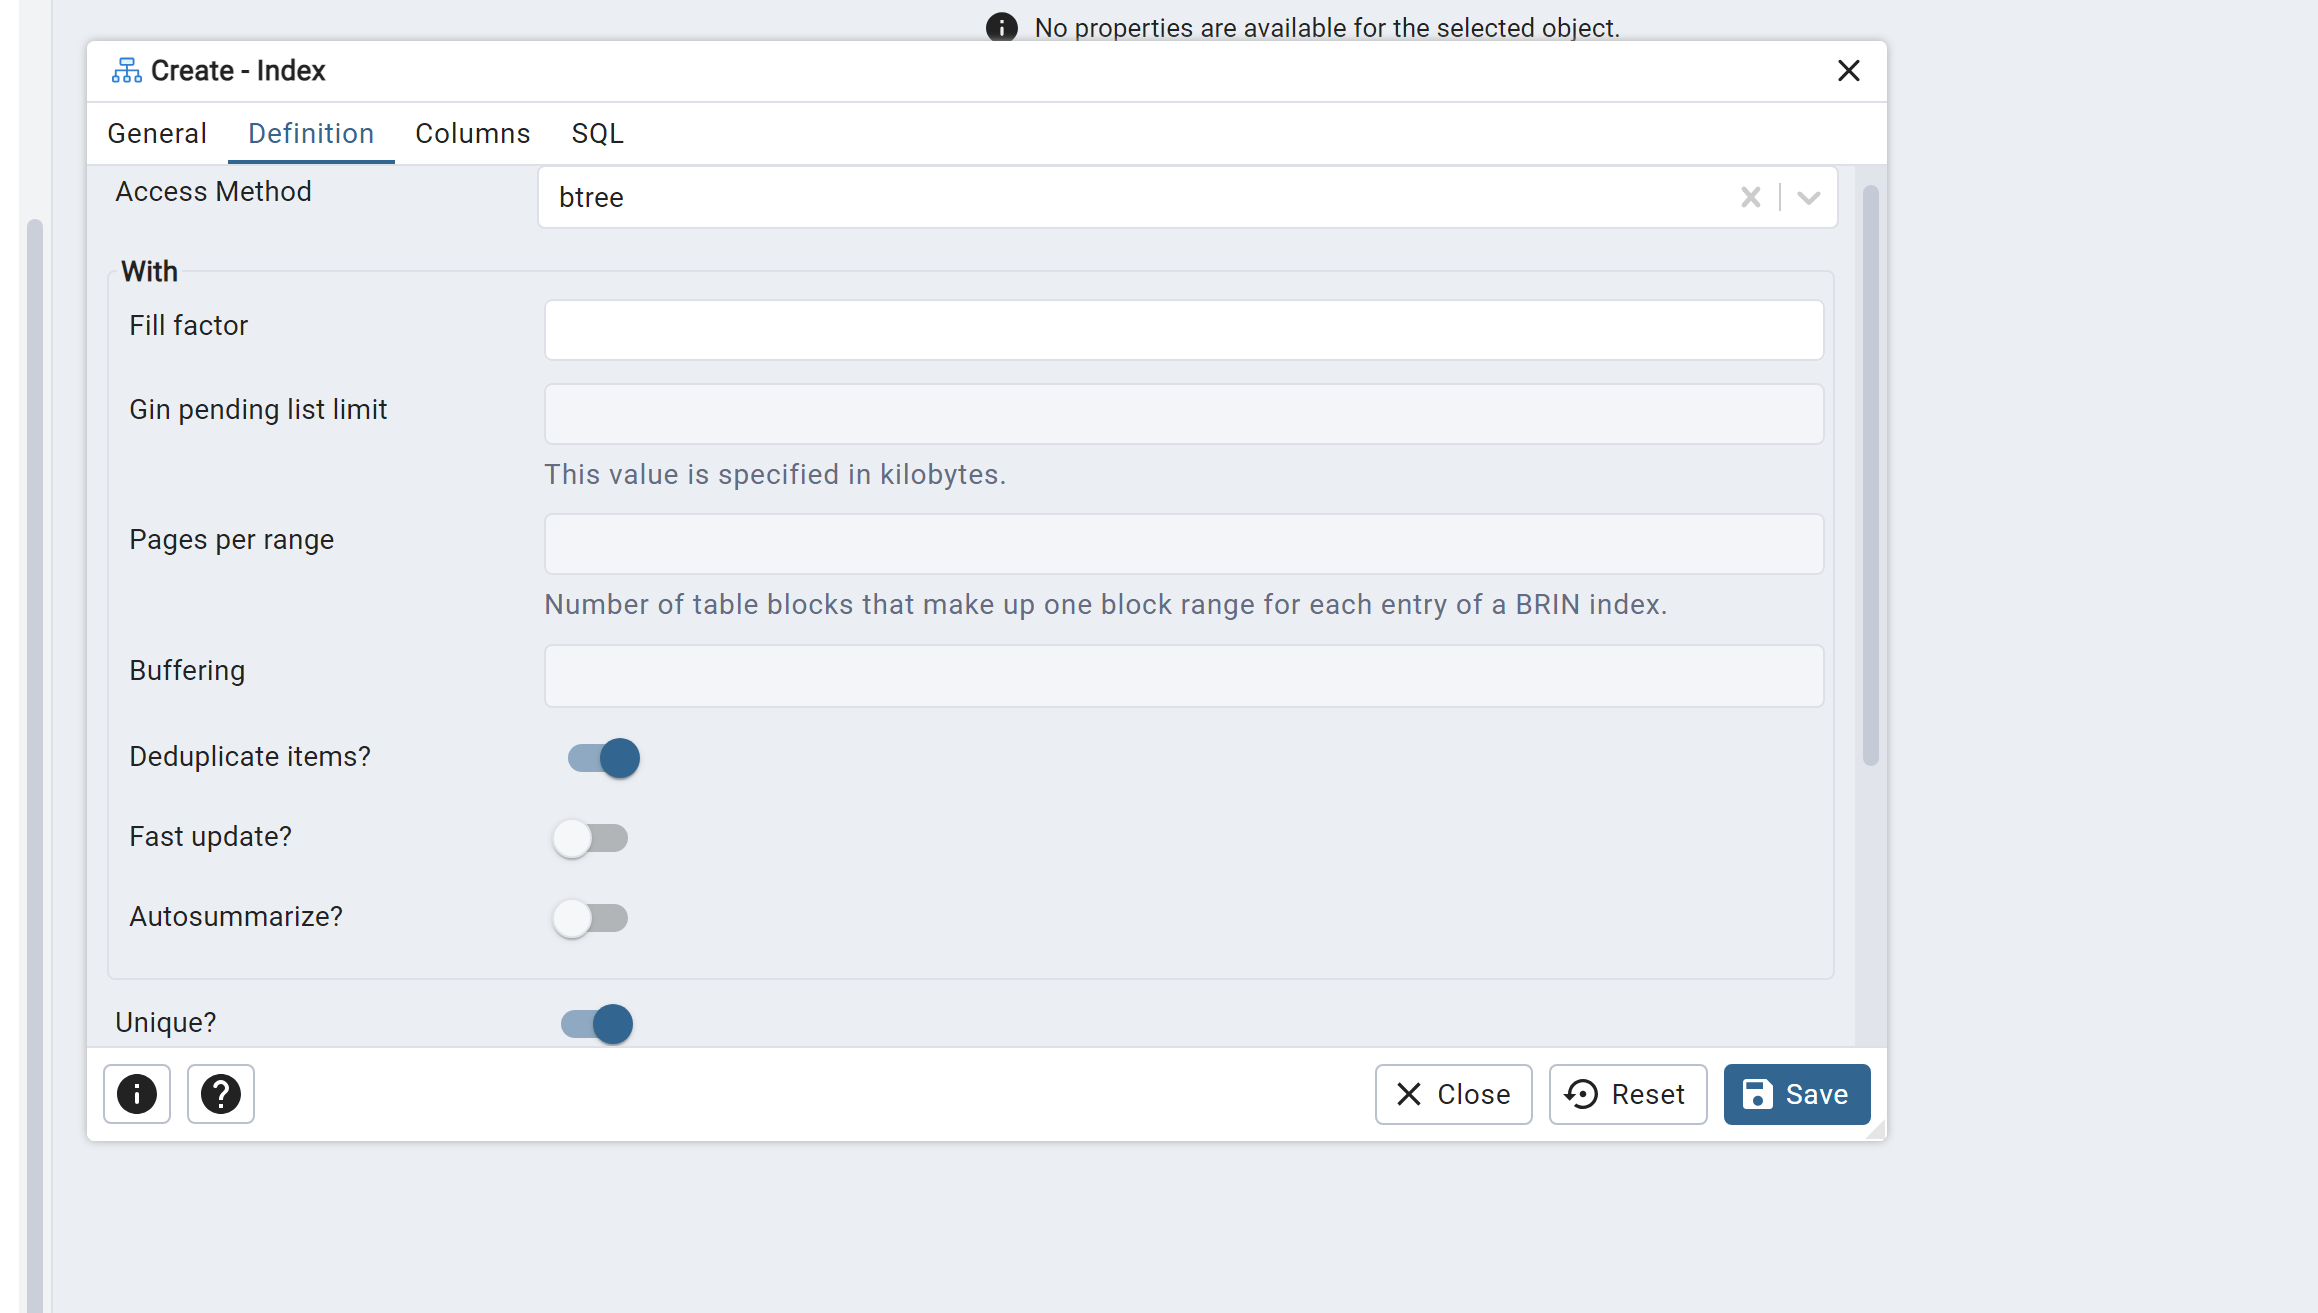 No properties are available for the selected object.
Create - Index
General Definition Columns SQL
Access Method btree
With
Fill factor
Gin pending list limit
This value is specified in kilobytes.
Pages per range
Number of table blocks that make up one block range for each entry of a BRIN index.
Buffering
Deduplicate items?
Fast update?
Autosummarize?
Unique?
Close Reset Save